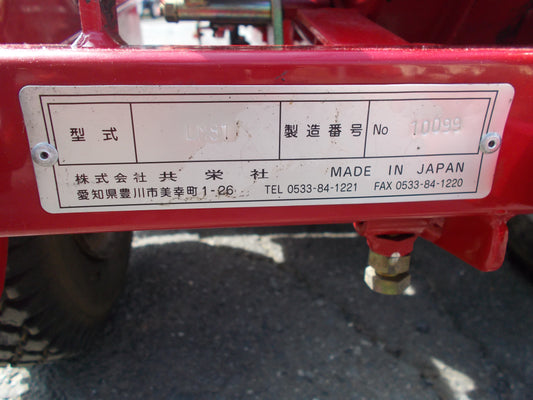 型式 製造番号 No 10099
株式会社 共栄社 MADE IN JAPAN
愛知県豊川市美幸町1-26 TEL 0533-84-1221 FAX 0533-84-1220